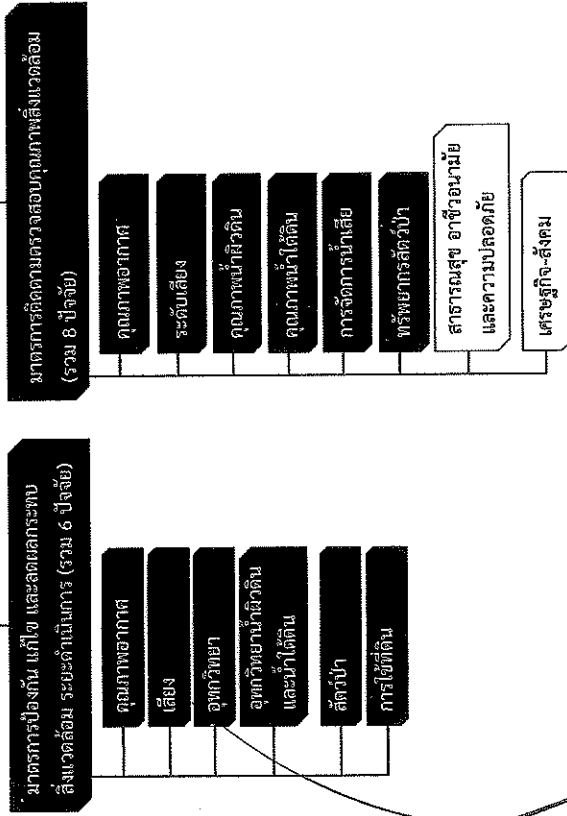 มาตรการป้องกัน แก้ไข และลดผลกระทบ
สิ่งแวดล้อม ระยะดำเนินการ (รวม 6 ปัจจัย)
คุณภาพอากาศ
เสียง
อุทกวิทยา
อุทกวิทยาน้ำผิวดิน
และน้ำใต้ดิน
สัตว์ป่า
การใช้ที่ดิน
มาตรการติดตามตรวจสอบคุณภาพสิ่งแวดล้อม
(รวม 8 ปัจจัย)
คุณภาพอากาศ
ระดับเสียง
คุณภาพน้ำผิวดิน
คุณภาพน้ำใต้ดิน
การจัดการน้ำเสีย
ทรัพยากรสัตว์ป่า
สาธารณสุข อาชีวอนามัย
และความปลอดภัย
เศรษฐกิจ-สังคม